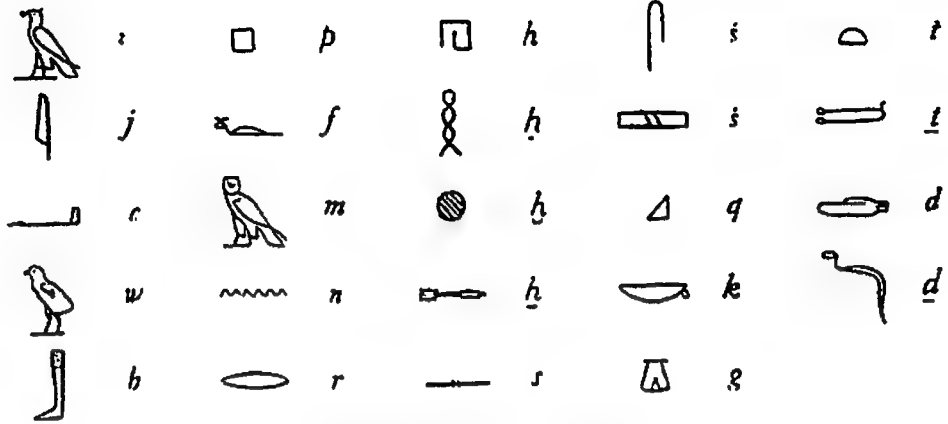 𓄿 ꜣ 𓊪 p 𓉔 h 𓋴 ś 𓏏 t
𓇋 j 𓆑 f 𓎛 ḥ 𓈙 š 𓍿 ṯ
𓂝 ꜥ 𓅓 m 𓐍 ḫ 𓈎 q 𓂧 d
𓅱 w 𓈖 n 𓄡 ẖ 𓎡 k 𓆓 ḏ
𓃀 b 𓂋 r 𓊃 s 𓎼 g